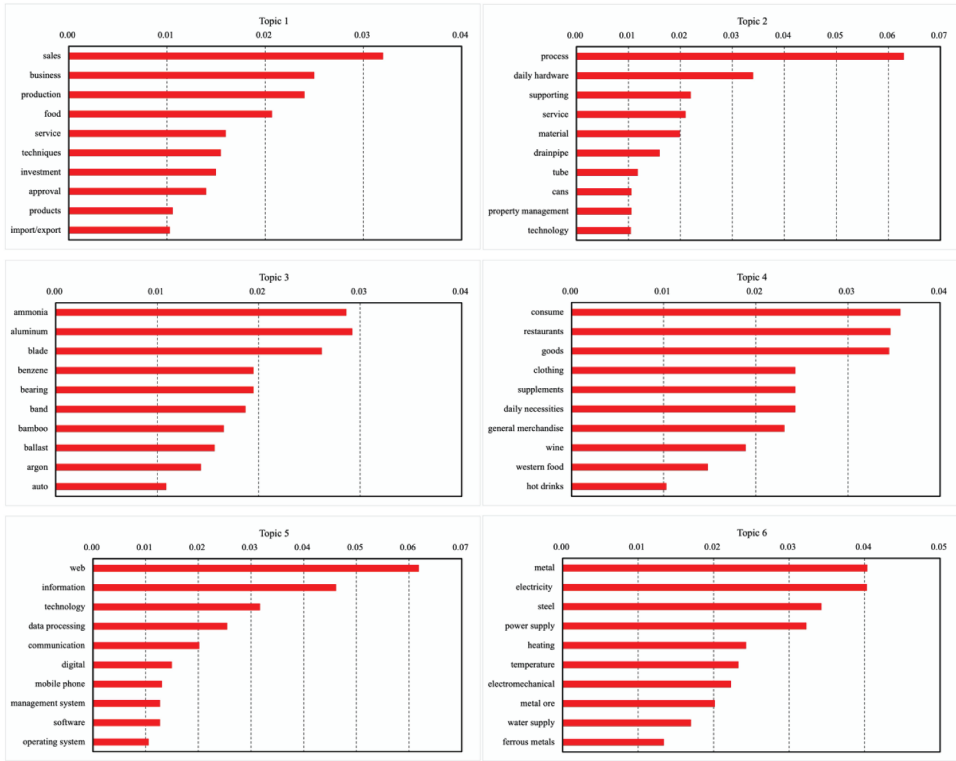 Topic 1
0.00 0.01 0.02 0.03 0.04
sales
business
production
food
service
techniques
investment
approval
products
import/export
Topic 2
0.00 0.01 0.02 0.03 0.04 0.05 0.06 0.07
process
daily hardware
supporting
service
material
drainpipe
tube
cans
property management
technology
Topic 3
0.00 0.01 0.02 0.03 0.04
ammonia
aluminum
blade
benzene
bearing
band
bamboo
ballast
argon
auto
Topic 4
0.00 0.01 0.02 0.03 0.04
consume
restaurants
goods
clothing
supplements
daily necessities
general merchandise
wine
western food
hot drinks
Topic 5
0.00 0.01 0.02 0.03 0.04 0.05 0.06 0.07
web
information
technology
data processing
communication
digital
mobile phone
management system
software
operating system
Topic 6
0.00 0.01 0.02 0.03 0.04 0.05
metal
electricity
steel
power supply
heating
temperature
electromechanical
metal ore
water supply
ferrous metals